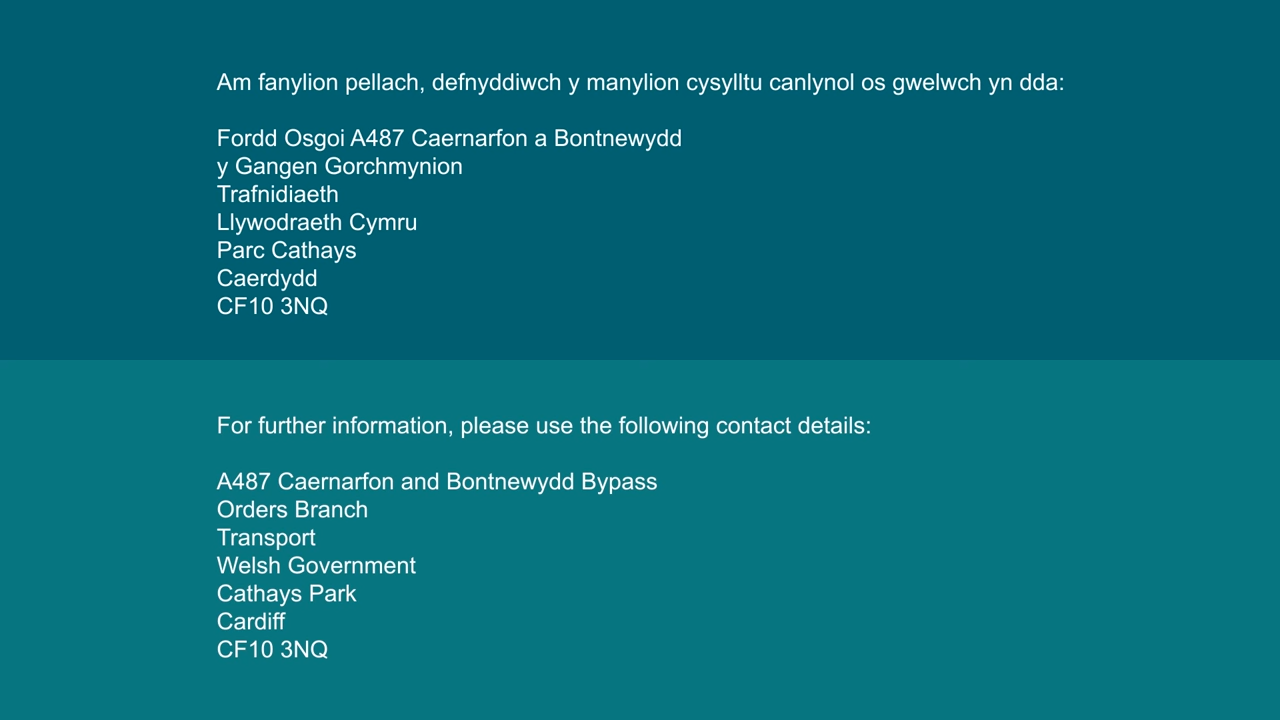 Am fanylion pellach, defnyddiwch y manylion cysylltu canlynol os gwelwch yn dda:
Fordd Osgoi A487 Caernarfon a Bontnewydd
y Gangen Gorchmynion
Trafnidiaeth
Llywodraeth Cymru
Parc Cathays
Caerdydd
CF10 3NQ
For further information, please use the following contact details:
A487 Caernarfon and Bontnewydd Bypass
Orders Branch
Transport
Welsh Government
Cathays Park
Cardiff
CF10 3NQ